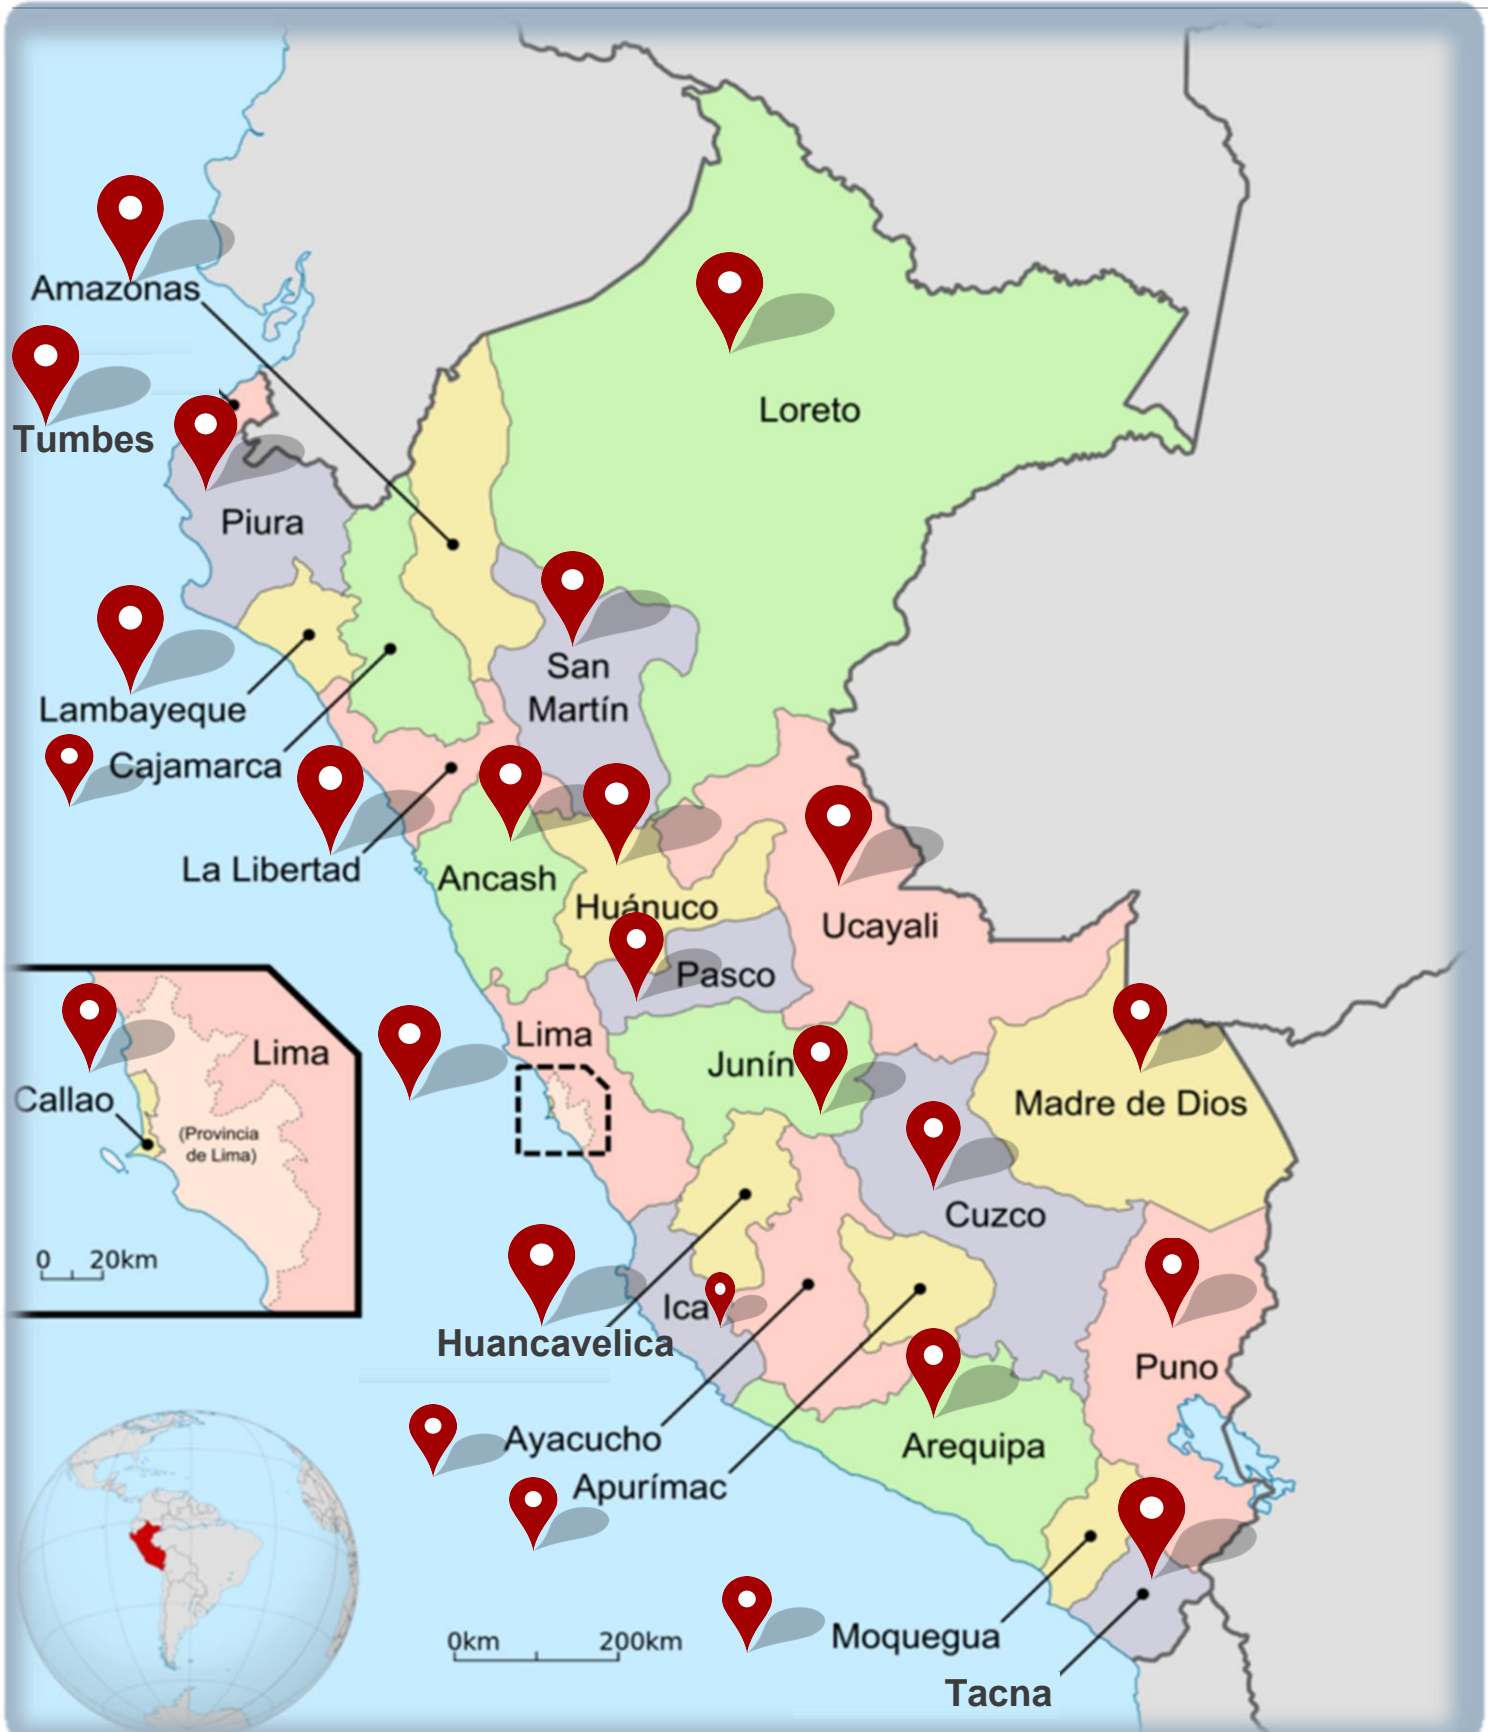 Amazonas
Loreto
Tumbes
Piura
San
Martín
Lambayeque
Cajamarca
La Libertad
Ancash
Huánuco
Ucayali
Pasco
Lima
Junín
Lima
Callao
(Provincia
de Lima)
Madre de Dios
Cuzco
0 20km
Ica
Huancavelica
Puno
Ayacucho
Arequipa
Apurímac
0km 200km
Moquegua
Tacna